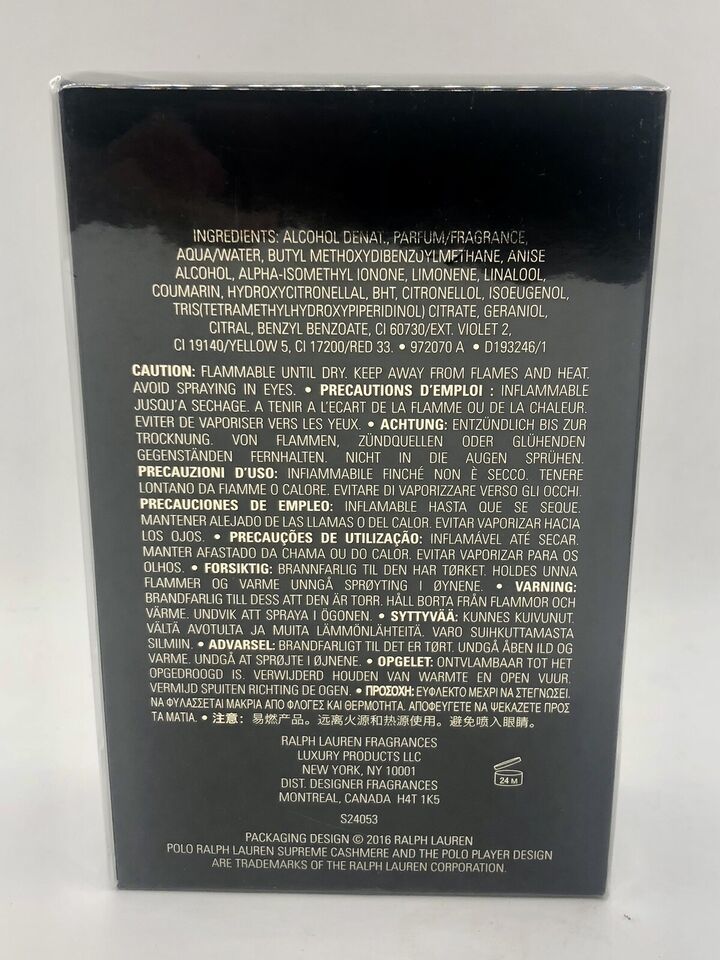 INGREDIENTS: ALCOHOL DENAT., PARFUM/FRAGRANCE,
AQUA/WATER, BUTYL METHOXYDIBENZUYLMETHANE, ANISE
ALCOHOL, ALPHA-ISOMETHYL IONONE, LIMONENE, LINALOOL,
COUMARIN, HYDROXYCITRONELLAL, BHT, CITRONELLOL, ISOEUGENOL,
TRIS(TETRAMETHYLHYDROXYPIPERIDINOL) CITRATE, GERANIOL,
CITRAL, BENZYL BENZOATE, CI 60730/EXT. VIOLET 2,
CI 19140/YELLOW 5, CI 17200/RED 33. • 972070 A • D193246/1
CAUTION: FLAMMABLE UNTIL DRY. KEEP AWAY FROM FLAMES AND HEAT.
AVOID SPRAYING IN EYES. • PRECAUTIONS D'EMPLOI : INFLAMMABLE
JUSQU'A SECHAGE. A TENIR A L'ECART DE LA FLAMME OU DE LA CHALEUR.
EVITER DE VAPORISER VERS LES YEUX. • ACHTUNG: ENTZÜNDLICH BIS ZUR
TROCKNUNG. VON FLAMMEN, ZÜNDQUELLEN ODER GLÜHENDEN
GEGENSTÄNDEN FERNHALTEN. NICHT IN DIE AUGEN SPRÜHEN.
PRECAUZIONI D'USO: INFIAMMABILE FINCHÉ NON È SECCO. TENERE
LONTANO DA FIAMME O CALORE. EVITARE DI VAPORIZZARE VERSO GLI OCCHI.
PRECAUCIONES DE EMPLEO: INFLAMABLE HASTA QUE SE SEQUE.
MANTENER ALEJADO DE LAS LLAMAS O DEL CALOR. EVITAR VAPORIZAR HACIA
LOS OJOS. • PRECAUÇÕES DE UTILIZAÇÃO: INFLAMÁVEL ATÉ SECAR.
MANTER AFASTADO DA CHAMA OU DO CALOR. EVITAR VAPORIZAR PARA OS
OLHOS. • FORSIKTIG: BRANNFARLIG TIL DEN HAR TØRKET. HOLDES UNNA
FLAMMER OG VARME UNNGÅ SPRØYTING I ØYNENE. • VARNING:
BRANDFARLIG TILL DESS ATT DEN ÄR TORR. HÅLL BORTA FRÅN FLAMMOR OCH
VÄRME. UNDVIK ATT SPRAYA I ÖGONEN. • SYTTYVÄÄ: KUNNES KUIVUNUT.
VÄLTÄ AVOTULTA JA MUITA LÄMMÖNLÄHTEITÄ. VARO SUIHKUTTAMASTA
SILMIIN. • ADVARSEL: BRANDFARLIGT TIL DET ER TØRT. UNDGÅ ÅBEN ILD OG
VARME. UNDGÅ AT SPRØJTE I ØJNENE. • OPGELET: ONTVLAMBAAR TOT HET
OPGEDROOGD IS. VERWIJDERD HOUDEN VAN WARMTE EN OPEN VUUR.
VERMIJD SPUITEN RICHTING DE OGEN. • ΠΡΟΣΟΧΗ: ΕΥΦΛΕΚΤΟ ΜΕΧΡΙ ΝΑ ΣΤΕΓΝΩΣΕΙ.
ΝΑ ΦΥΛΑΣΣΕΤΑΙ ΜΑΚΡΙΑ ΑΠΟ ΦΛΟΓΕΣ ΚΑΙ ΘΕΡΜΟΤΗΤΑ. ΑΠΟΦΕΥΓΕΤΕ ΝΑ ΨΕΚΑΖΕΤΕ ΠΡΟΣ
ΤΑ ΜΑΤΙΑ. • 注意：易燃产品。远离火源和热源使用。避免喷入眼睛。
RALPH LAUREN FRAGRANCES
LUXURY PRODUCTS LLC
NEW YORK, NY 10001
DIST. DESIGNER FRAGRANCES
MONTREAL, CANADA H4T 1K5
24 M
S24053
PACKAGING DESIGN © 2016 RALPH LAUREN
POLO RALPH LAUREN SUPREME CASHMERE AND THE POLO PLAYER DESIGN
ARE TRADEMARKS OF THE RALPH LAUREN CORPORATION.